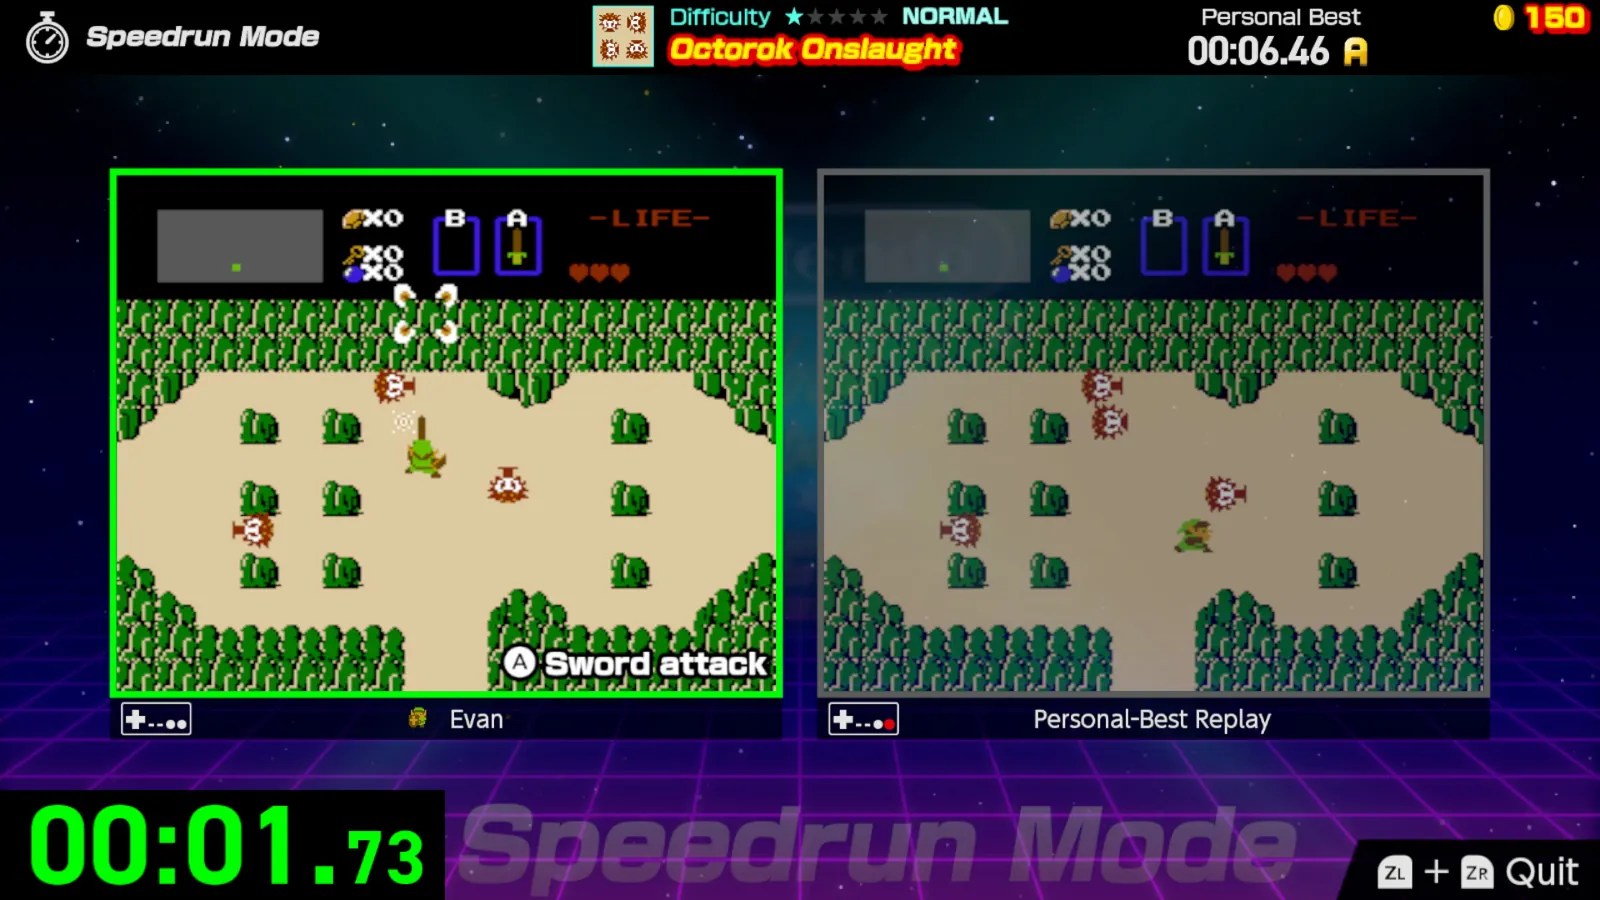 Speedrun Mode
Difficulty ★★★★★ NORMAL
Octorok Onslaught
Personal Best
00:06.46 A
150
X0
X0
X0
B
A
-LIFE-
A Sword attack
Evan
X0
X0
X0
B
A
-LIFE-
Personal-Best Replay
00:01.73
Speedrun Mode
ZL + ZR Quit